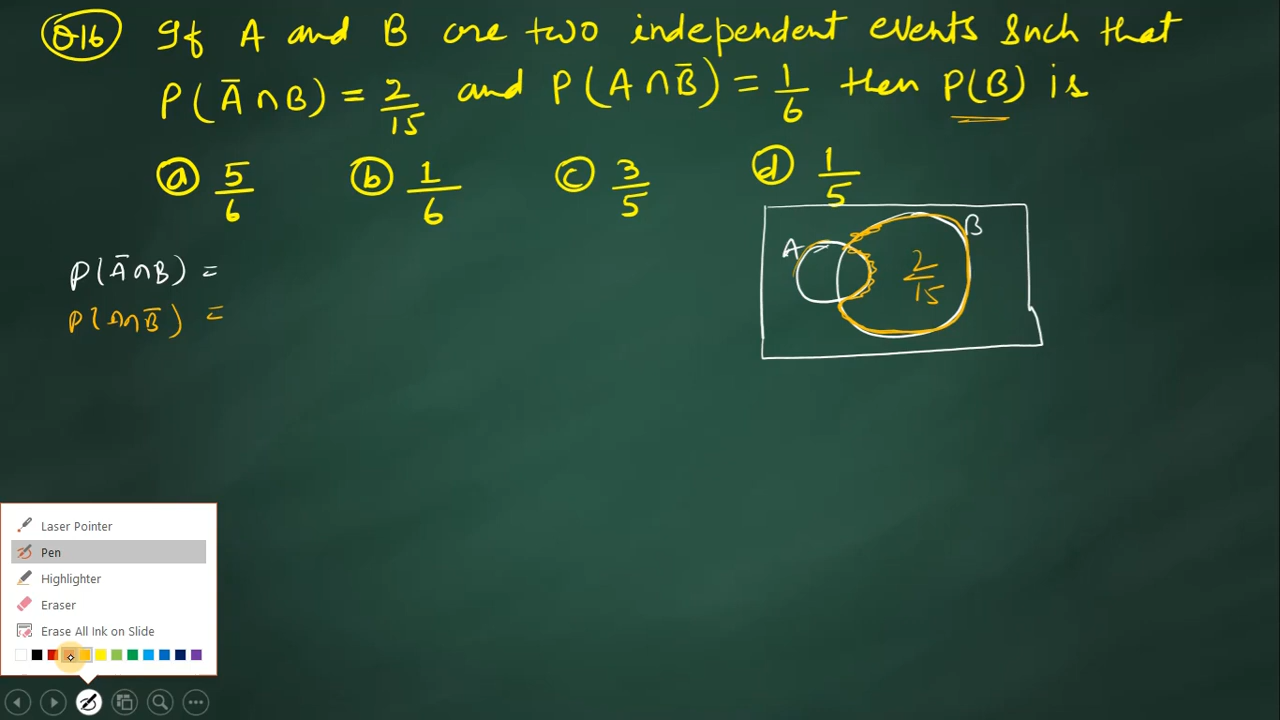 Q16 If A and B are two independent events such that
P(Ā∩B) = 2/15 and P(A∩B̄) = 1/6 then P(B) is
(a) 5/6 (b) 1/6 (c) 3/5 (d) 1/5
A B
2/15
P(Ā∩B) =
P(A∩B̄) =
Laser Pointer
Pen
Highlighter
Eraser
Erase All Ink on Slide